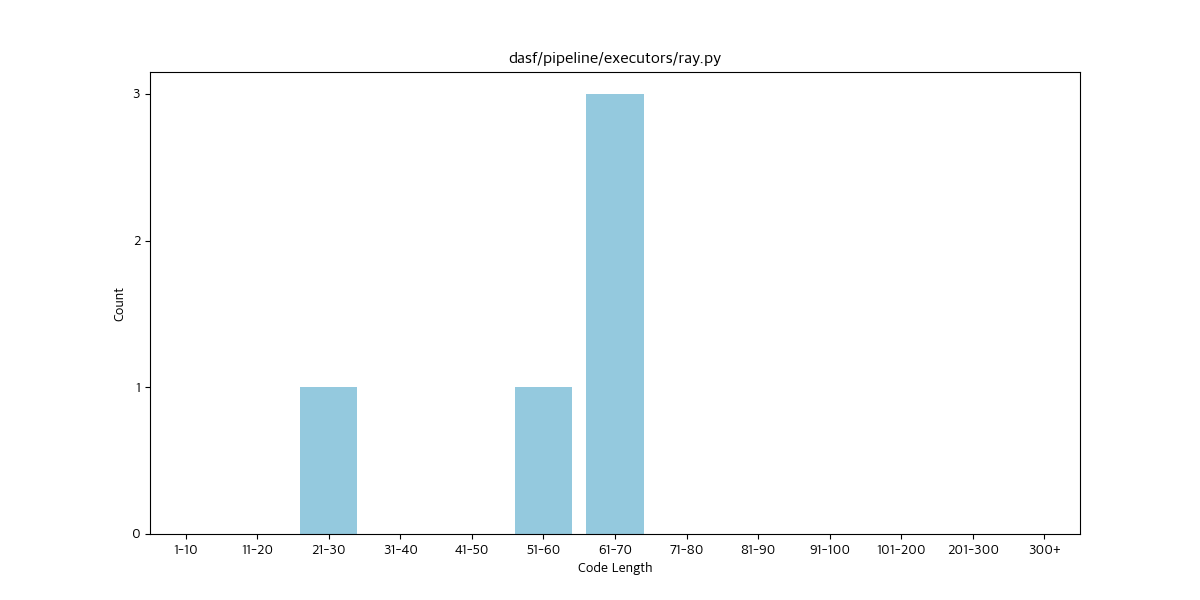 dasf/pipeline/executors/ray.py
3
2
1
0
Count
1-10 11-20 21-30 31-40 41-50 51-60 61-70 71-80 81-90 91-100 101-200 201-300 300+
Code Length